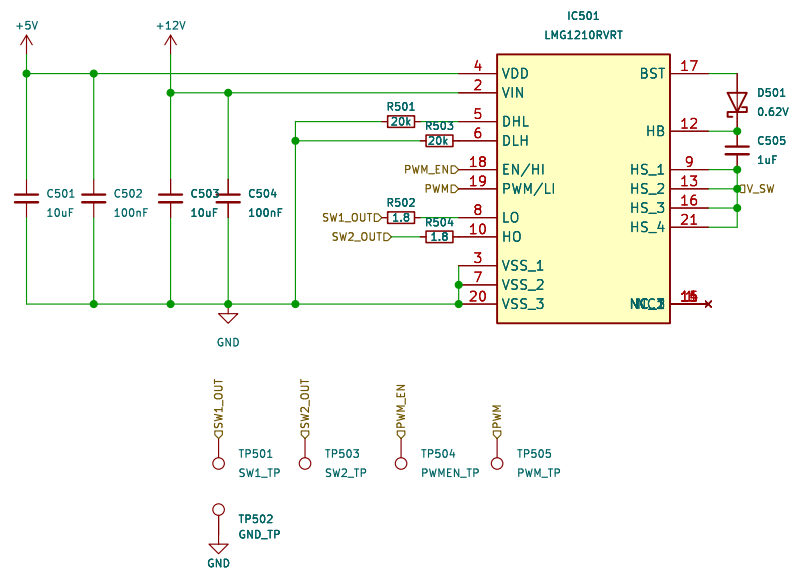 IC501
LMG1210RVRT
+5V
+12V
4 VDD
2 VIN
5 DHL
6 DLH
18 EN/HI
19 PWM/LI
8 LO
10 HO
3 VSS_1
7 VSS_2
20 VSS_3
BST 17
HB 12
HS_1 9
HS_2 13
HS_3 16
HS_4 21
R501
20k
R503
20k
PWM_EN
PWM
R502
SW1_OUT
1.8
R504
SW2_OUT
1.8
D501
0.62V
C505
1uF
V_SW
C501
10uF
C502
100nF
C503
10uF
C504
100nF
GND
SW1_OUT
SW2_OUT
PWM_EN
PWM
TP501
SW1_TP
TP503
SW2_TP
TP504
PWMEN_TP
TP505
PWM_TP
TP502
GND_TP
GND